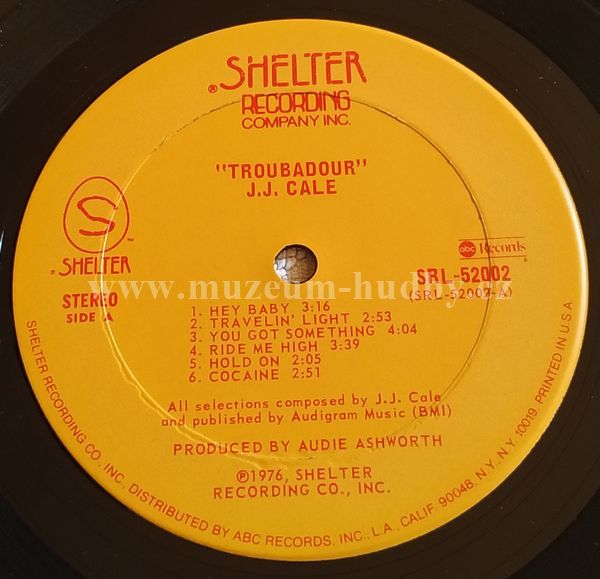 ® SHELTER
RECORDING
COMPANY INC.
"TROUBADOUR"
J.J. CALE
S
TM
® SHELTER
abc Records
®
STEREO
SIDE A
SRL-52002
(SRL-52002-A)
www.muzeum-hudby.cz
1. HEY BABY 3:16
2. TRAVELIN' LIGHT 2:53
3. YOU GOT SOMETHING 4:04
4. RIDE ME HIGH 3:39
5. HOLD ON 2:05
6. COCAINE 2:51
All selections composed by J.J. Cale
and published by Audigram Music (BMI)
PRODUCED BY AUDIE ASHWORTH
℗1976, SHELTER
RECORDING CO., INC.
SHELTER RECORDING CO., INC. DISTRIBUTED BY ABC RECORDS, INC., L.A., CALIF. 90048. N.Y., N.Y. 10019. PRINTED IN U.S.A.